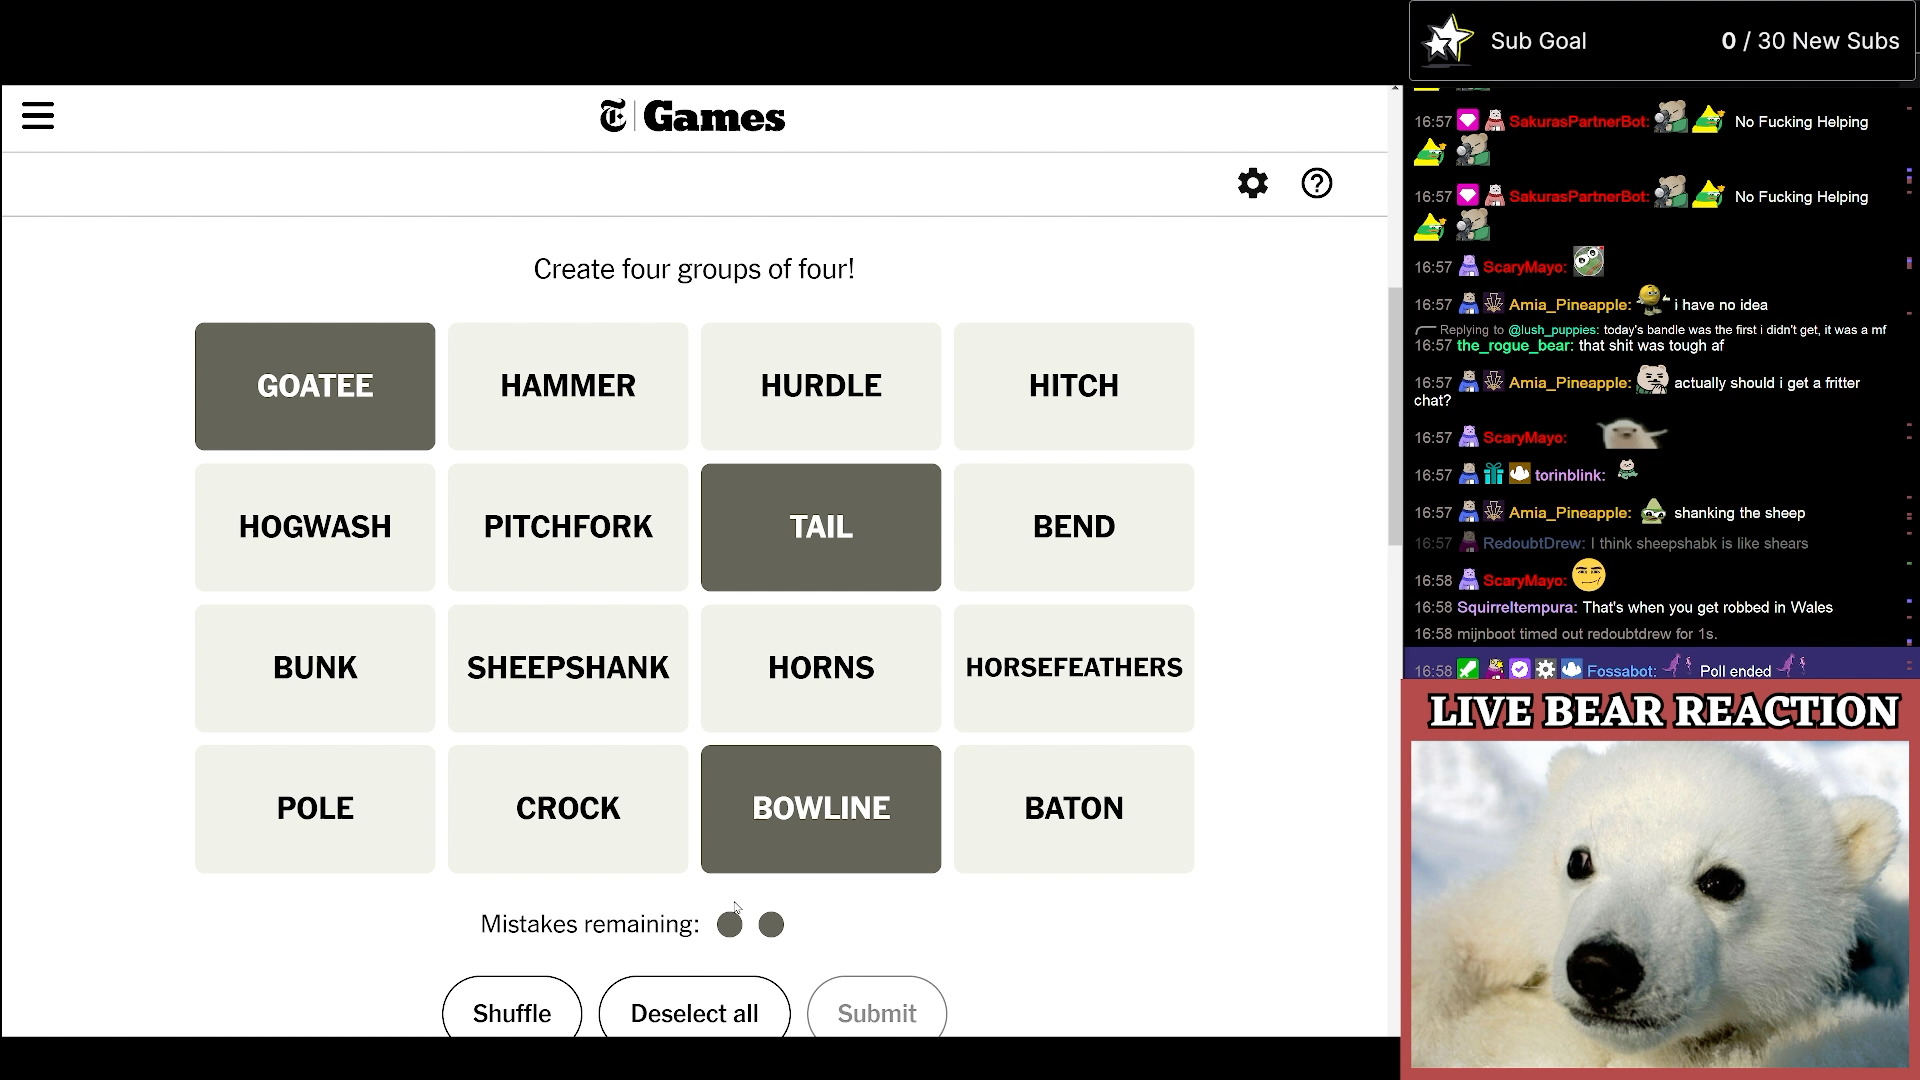 Sub Goal 0 / 30 New Subs
Games
Create four groups of four!
GOATEE HAMMER HURDLE HITCH
HOGWASH PITCHFORK TAIL BEND
BUNK SHEEPSHANK HORNS HORSEFEATHERS
POLE CROCK BOWLINE BATON
Mistakes remaining:
Shuffle Deselect all Submit
16:57 SakurasPartnerBot: No Fucking Helping
16:57 SakurasPartnerBot: No Fucking Helping
16:57 ScaryMayo:
16:57 Amia_Pineapple: i have no idea
Replying to @lush_puppies: today's bandle was the first i didn't get, it was a mf
16:57 the_rogue_bear: that shit was tough af
16:57 Amia_Pineapple: actually should i get a fritter
chat?
16:57 ScaryMayo:
16:57 torinblink:
16:57 Amia_Pineapple: shanking the sheep
16:57 RedoubtDrew: I think sheepshabk is like shears
16:58 ScaryMayo:
16:58 Squirreltempura: That's when you get robbed in Wales
16:58 mijnboot timed out redoubtdrew for 1s.
16:58 Fossabot: Poll ended
LIVE BEAR REACTION